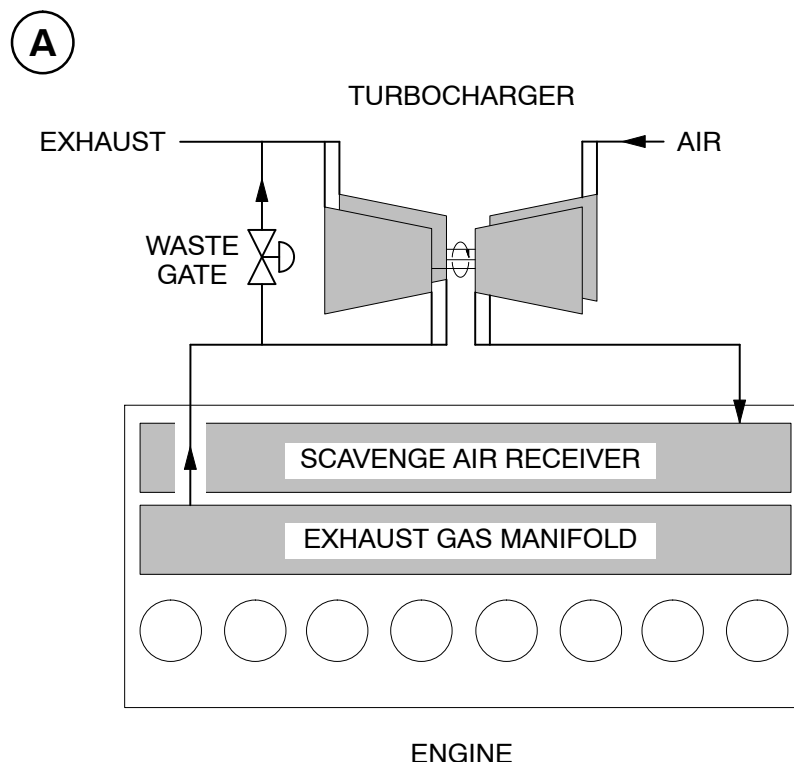 A
TURBOCHARGER
EXHAUST
AIR
WASTE
GATE
SCAVENGE AIR RECEIVER
EXHAUST GAS MANIFOLD
ENGINE